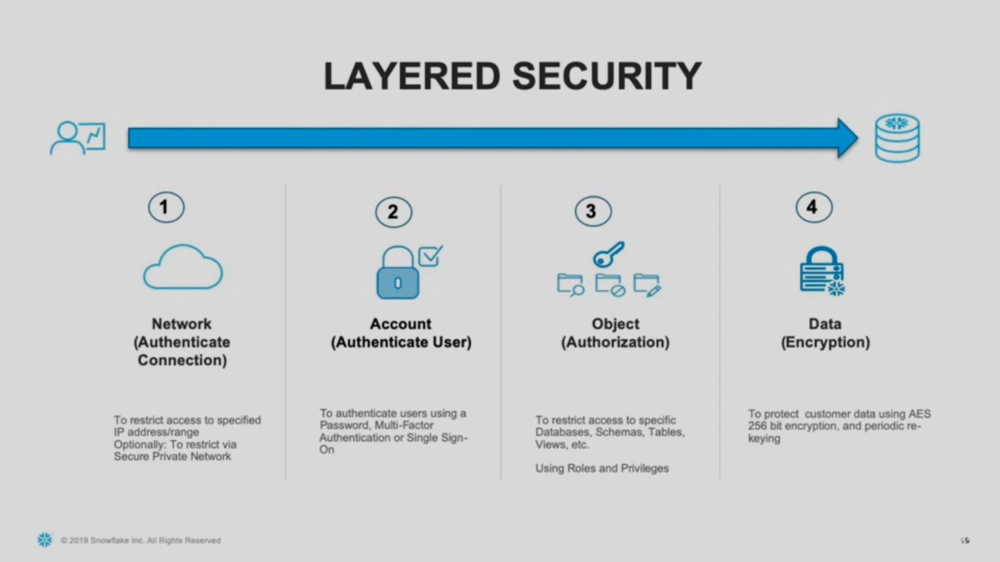 LAYERED SECURITY
1
2
3
4
Network
(Authenticate
Connection)
Account
(Authenticate User)
Object
(Authorization)
Data
(Encryption)
To restrict access to specified
IP address/range
Optionally: To restrict via
Secure Private Network
To authenticate users using a
Password, Multi-Factor
Authentication or Single Sign-
On
To restrict access to specific
Databases, Schemas, Tables,
Views, etc.
Using Roles and Privileges
To protect customer data using AES
256 bit encryption, and periodic re-
keying
© 2019 Snowflake Inc. All Rights Reserved